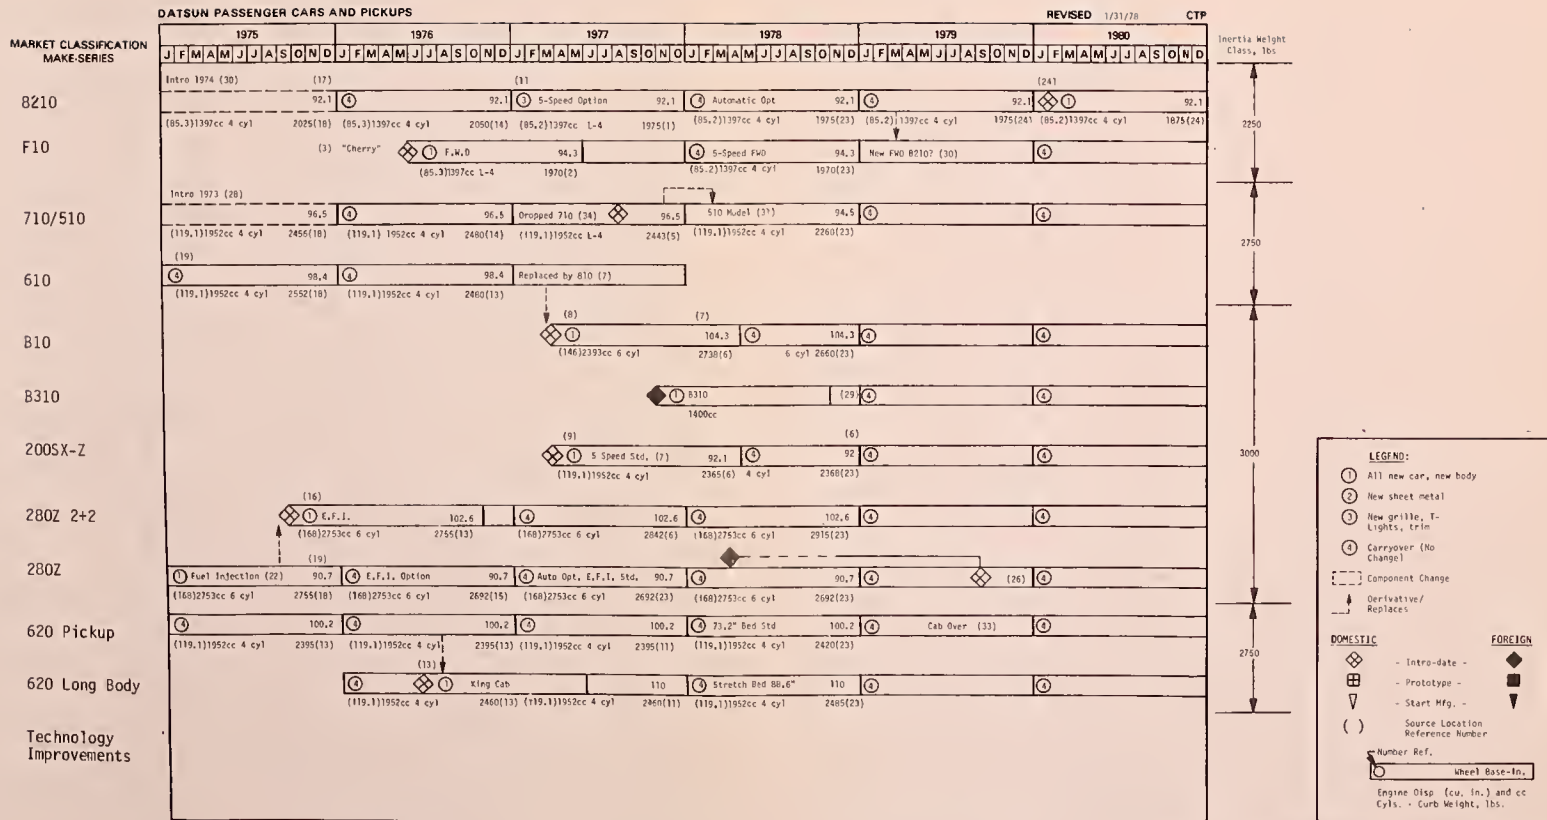 DATSUN PASSENGER CARS AND PICKUPS
REVISED 1/31/78 CTP
MARKET CLASSIFICATION
MAKE-SERIES
1975 1976 1977 1978 1979 1980
J F M A M J J A S O N D J F M A M J J A S O N D J F M A M J J A S O N D J F M A M J J A S O N D J F M A M J J A S O N D J F M A M J J A S O N D
Inertia Weight
Class, lbs
Intro 1974 (30) (17) (11 (24)
8210
92.1 4 92.1 3 5-Speed Option 92.1 4 Automatic Opt 92.1 4 92.1 1 92.1
(85.3)1397cc 4 cyl 2025(18) (85.3)1397cc 4 cyl 2050(14) (85.2)1397cc L-4 1975(1) (85.2)1397cc 4 cyl 1975(23) (85.2) 1397cc 4 cyl 1975(24) (85.2)1397cc 4 cyl 1875(24)
2250
F10
(3) "Cherry" 1 F.W.D 94.3 4 5-Speed FWD 94.3 New FWD B210? (30) 4
(85.3)1397cc L-4 1970(2) (85.2)1397cc 4 cyl 1970(23)
Intro 1973 (28)
710/510
96.5 4 96.5 Dropped 710 (34) 96.5 510 Model (31) 94.5 4 4
(119.1)1952cc 4 cyl 2456(18) (119.1) 1952cc 4 cyl 2480(14) (119.1)1952cc L-4 2443(5) (119.1)1952cc 4 cyl 2260(23)
2750
(19)
610
4 98.4 4 98.4 Replaced by 810 (7)
(119.1)1952cc 4 cyl 2552(18) (119.1)1952cc 4 cyl 2460(13)
(8) (7)
B10
1 104.3 4 104.3 4 4
(146)2393cc 6 cyl 2738(6) 6 cyl 2660(23)
B310
1 B310 (29) 4 4
1400cc
(9) (6)
200SX-Z
1 5 Speed Std. (7) 92.1 4 92 4 4
(119.1)1952cc 4 cyl 2365(6) 4 cyl 2368(23)
3000
(16)
280Z 2+2
1 E.F.I. 102.6 4 102.6 4 102.6 4 4
(168)2753cc 6 cyl 2755(13) (168)2753cc 6 cyl 2842(6) (168)2753cc 6 cyl 2915(23)
(19)
280Z
1 Fuel Injection (22) 90.7 4 E.F.I. Option 90.7 4 Auto Opt. E.F.I. Std. 90.7 4 90.7 4 (26) 4
(168)2753cc 6 cyl 2755(18) (168)2753cc 6 cyl 2692(15) (168)2753cc 6 cyl 2692(23) (168)2753cc 6 cyl 2692(23)
620 Pickup
4 100.2 4 100.2 4 100.2 4 73.2" Bed Std 100.2 4 Cab Over (33) 4
(119.1)1952cc 4 cyl 2395(13) (119.1)1952cc 4 cyl 2395(13) (119.1)1952cc 4 cyl 2395(11) (119.1)1952cc 4 cyl 2420(23)
2750
(13)
620 Long Body
4 1 King Cab 110 4 Stretch Bed 88.6" 110 4 4
(119.1)1952cc 4 cyl 2460(13) (119.1)1952cc 4 cyl 2460(11) (119.1)1952cc 4 cyl 2485(23)
Technology
Improvements
LEGEND:
1 All new car, new body
2 New sheet metal
3 New grille, T-
Lights, trim
4 Carryover (No
Change)
Component Change
Derivative/
Replaces
DOMESTIC FOREIGN
- Intro-date -
- Prototype -
- Start Mfg. -
( ) Source Location
Reference Number
Number Ref.
Wheel Base-In.
Engine Disp (cu. in.) and cc
Cyls. - Curb Weight, lbs.